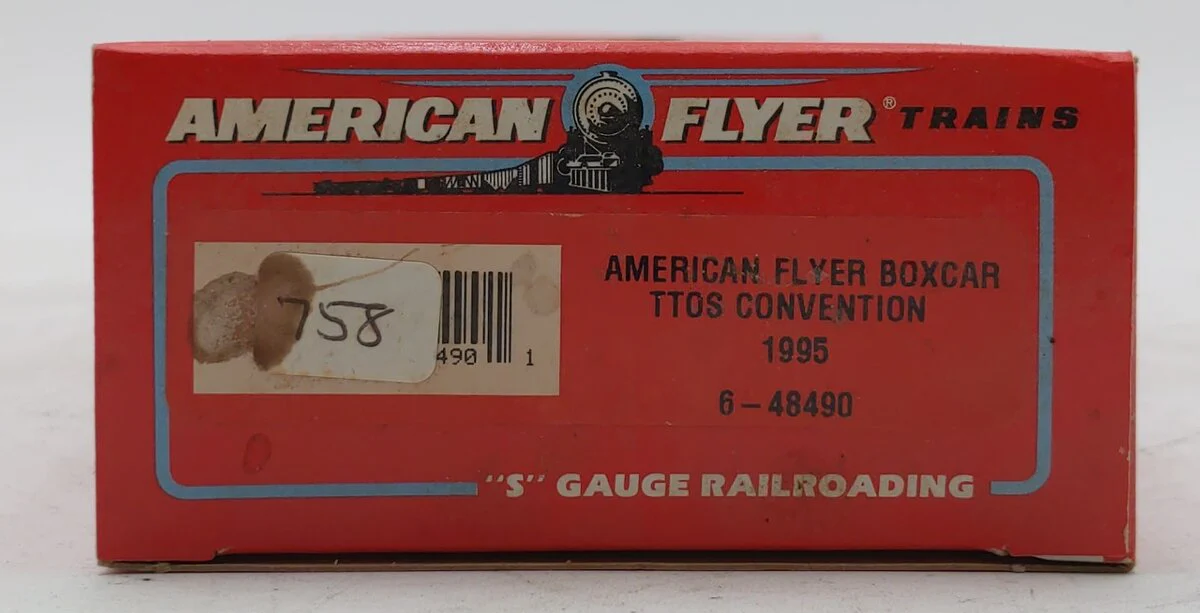 AMERICAN FLYER® TRAINS
758
490 1
AMERICAN FLYER BOXCAR
TTOS CONVENTION
1995
6-48490
"S" GAUGE RAILROADING